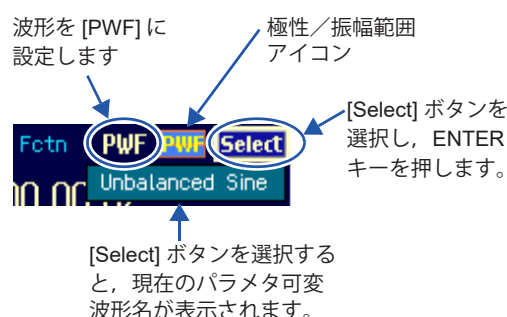 波形を [PWF] に
設定します
極性／振幅範囲
アイコン
[Select] ボタンを
選択し，ENTER
キーを押します。
Fctn PWF PWF Select
Unbalanced Sine
[Select] ボタンを選択する
と，現在のパラメタ可変
波形名が表示されます。